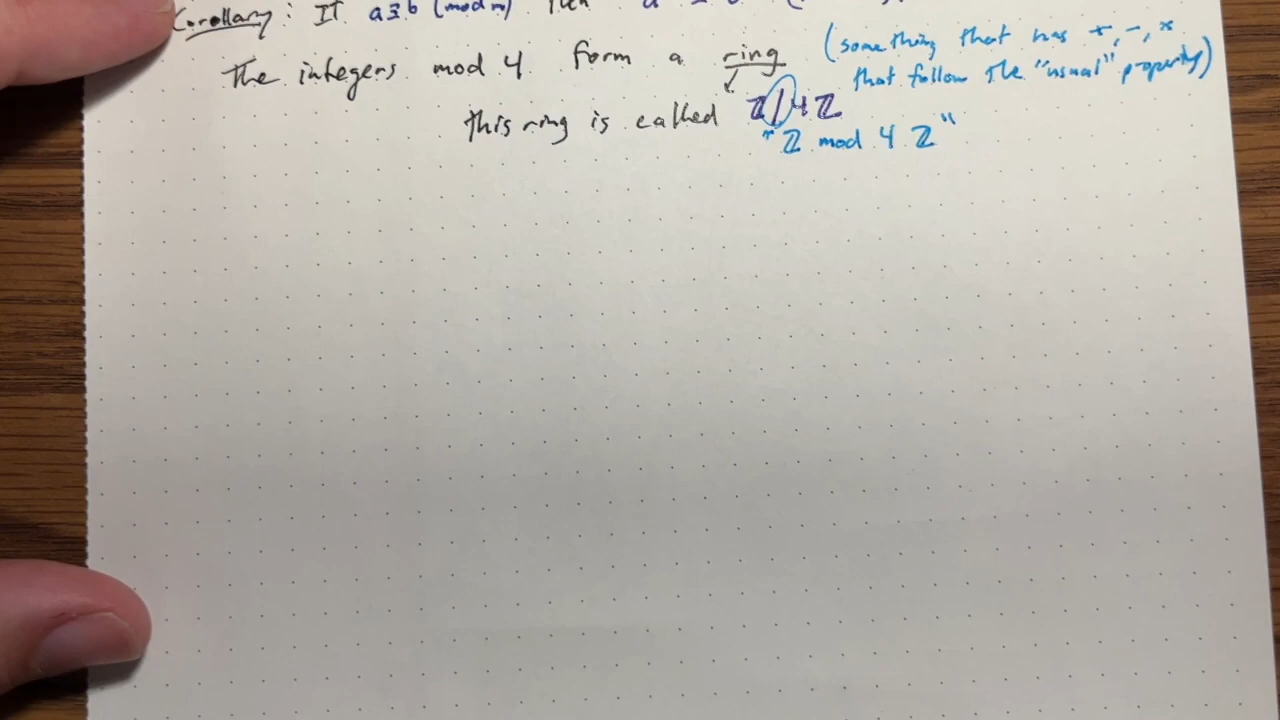 Corollary: If a≡b (mod m) then
The integers mod 4 form a ring (something that has +, -, ×
that follow the "usual" property)
this ring is called ℤ/4ℤ
"ℤ mod 4 ℤ"